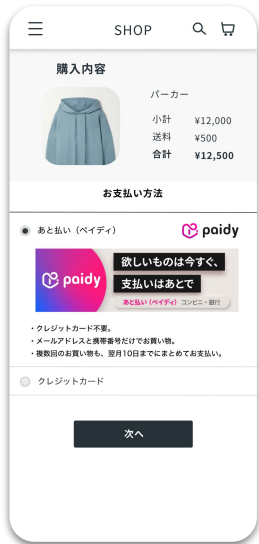 SHOP
購入内容
パーカー
小計 ¥12,000
送料 ¥500
合計 ¥12,500
お支払い方法
あと払い（ペイディ） paidy
欲しいものは今すぐ、
paidy 支払いはあとで
あと払い（ペイディ） コンビニ・銀行
・クレジットカード不要。
・メールアドレスと携帯番号だけでお買い物。
・複数回のお買い物も、翌月10日までにまとめてお支払い。
クレジットカード
次へ